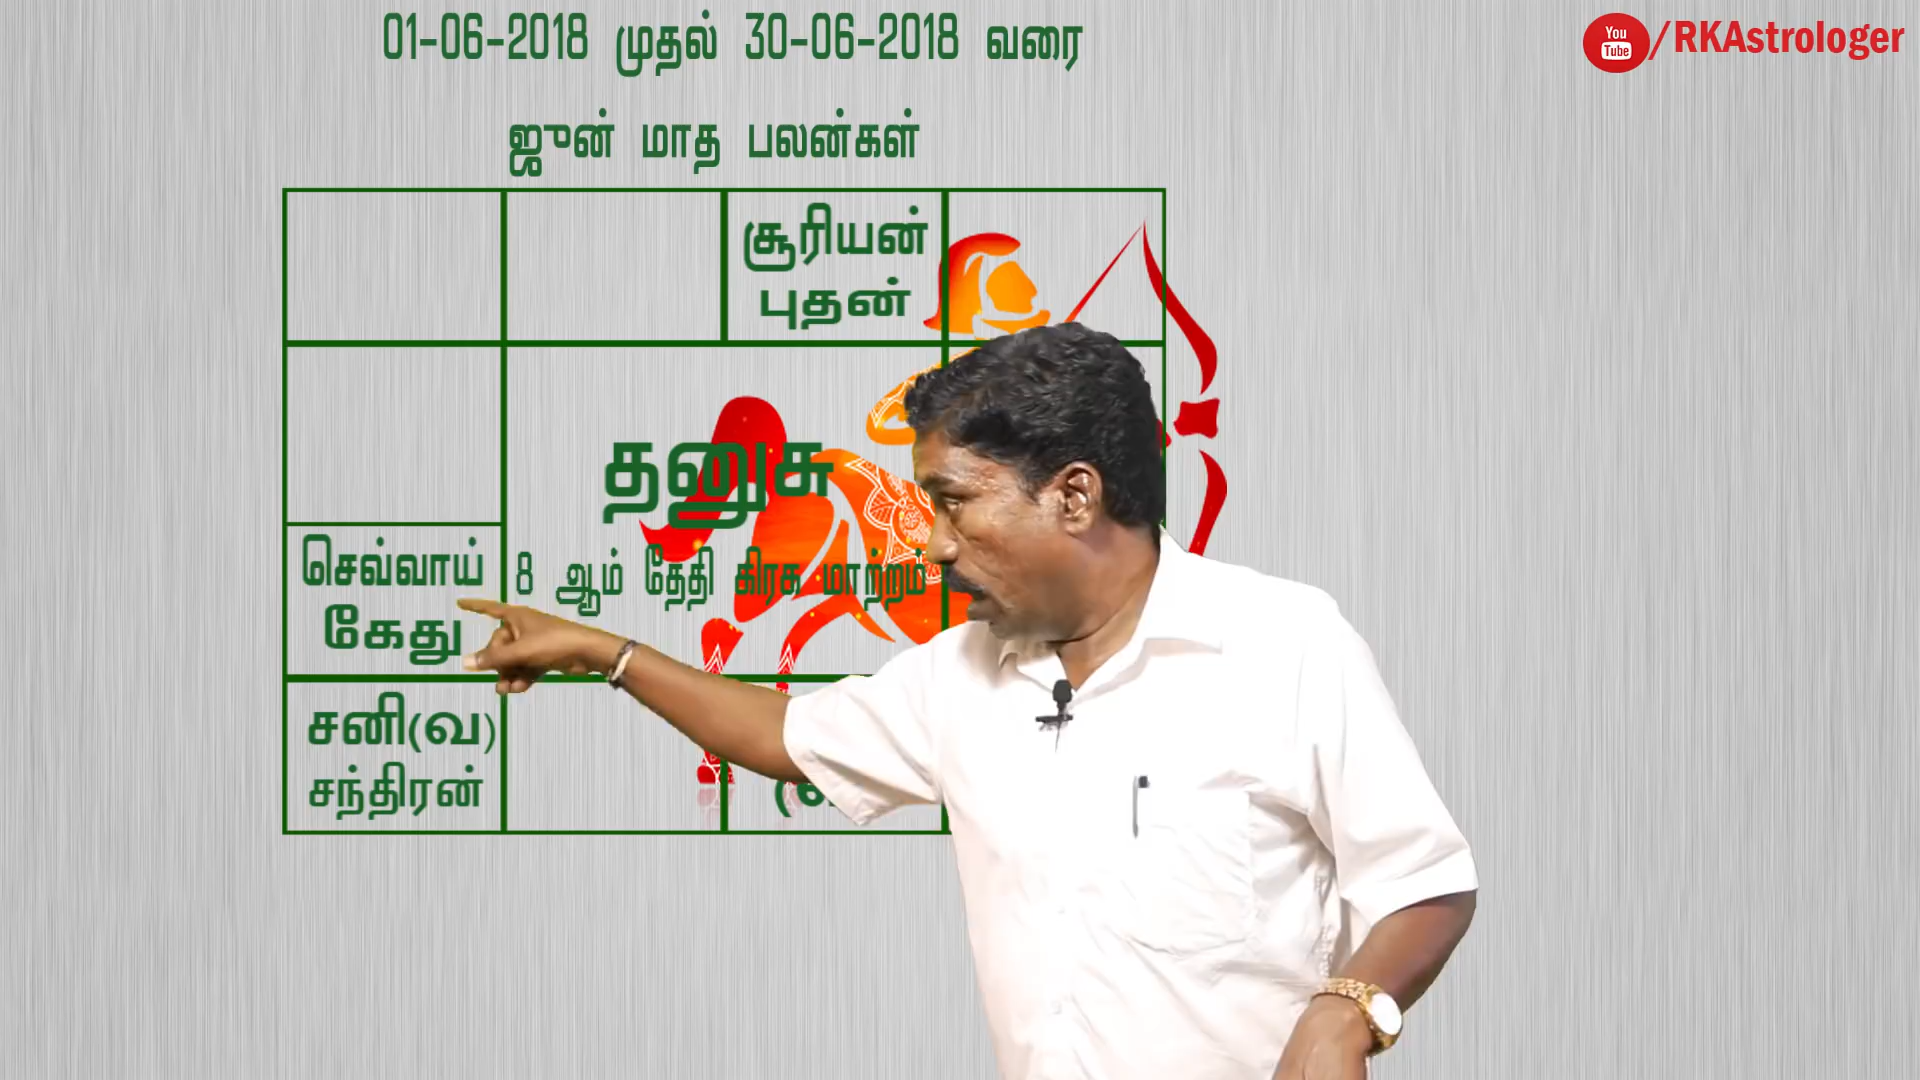 01-06-2018 முதல் 30-06-2018 வரை
You
Tube
/RKAstrologer
ஜுன் மாத பலன்கள்
சூரியன்
புதன்
தனுசு
செவ்வாய்
கேது
8 ஆம் தேதி கிரக மாற்றம்
சனி(வ)
சந்திரன்